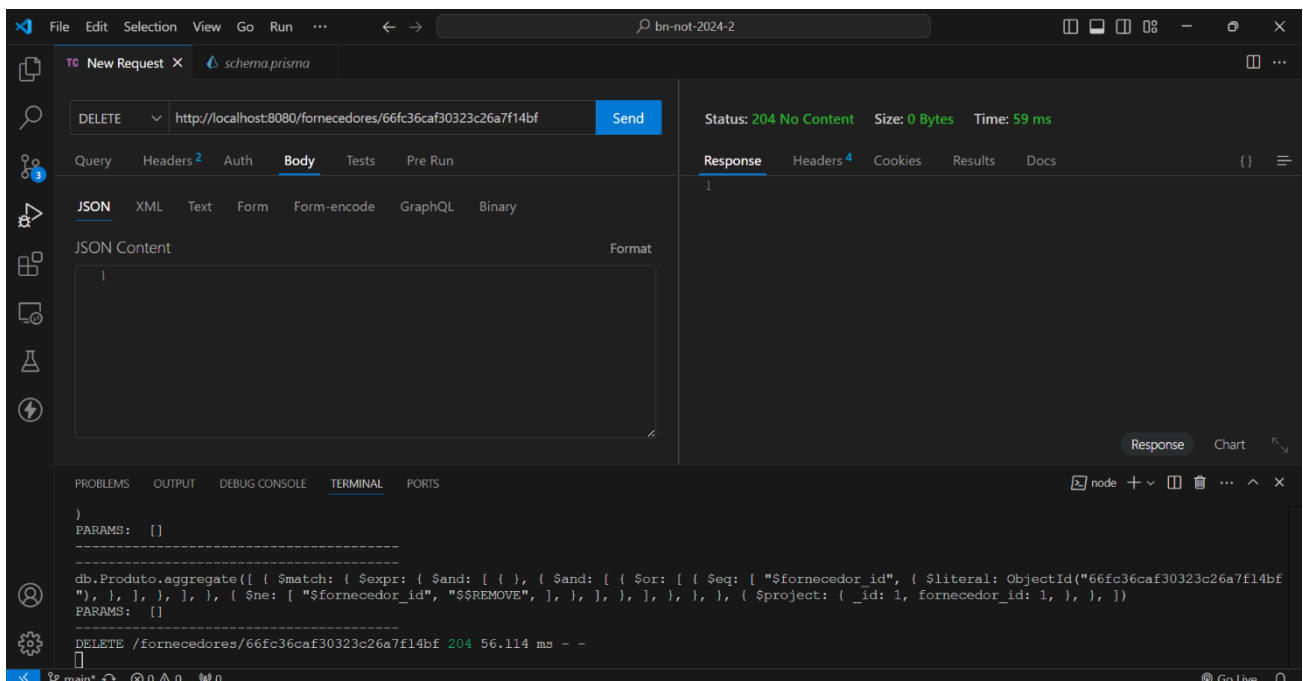 File Edit Selection View Go Run ··· ← → bn-not-2024-2
TC New Request × schema.prisma ···
DELETE http://localhost:8080/fornecedores/66fc36caf30323c26a7f14bf Send
Status: 204 No Content Size: 0 Bytes Time: 59 ms
Query Headers 2 Auth Body Tests Pre Run
Response Headers 4 Cookies Results Docs { }
1
JSON XML Text Form Form-encode GraphQL Binary
JSON Content Format
1
3
Response Chart
PROBLEMS OUTPUT DEBUG CONSOLE TERMINAL PORTS node
)
PARAMS: []
----------------------------------------
----------------------------------------
db.Produto.aggregate([ { $match: { $expr: { $and: [ { }, { $and: [ { $or: [ { $eq: [ "$fornecedor_id", { $literal: ObjectId("66fc36caf30323c26a7f14bf
"), }, ], }, ], }, { $ne: [ "$fornecedor_id", "$$REMOVE", ], }, ], }, ], }, }, }, { $project: { _id: 1, fornecedor_id: 1, }, }, ])
PARAMS: []
----------------------------------------
DELETE /fornecedores/66fc36caf30323c26a7f14bf 204 56.114 ms - -
main* 0 0 0 Go Live